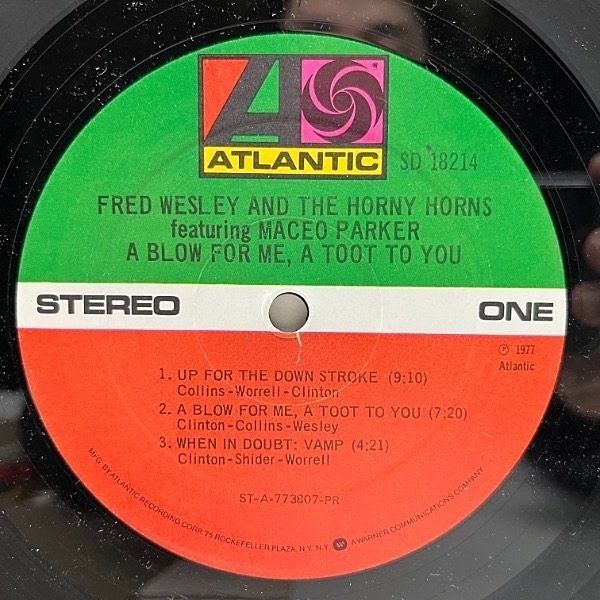 ATLANTIC
SD 18214
FRED WESLEY AND THE HORNY HORNS
featuring MACEO PARKER
A BLOW FOR ME, A TOOT TO YOU
STEREO
ONE
℗ 1977
Atlantic
1. UP FOR THE DOWN STROKE (9:10)
Collins-Worrell-Clinton
2. A BLOW FOR ME, A TOOT TO YOU (7:20)
Clinton-Collins-Wesley
3. WHEN IN DOUBT: VAMP (4:21)
Clinton-Shider-Worrell
ST-A-773807-PR
MFG. BY ATLANTIC RECORDING CORP. 75 ROCKEFELLER PLAZA, N.Y. N.Y. A WARNER COMMUNICATIONS COMPANY